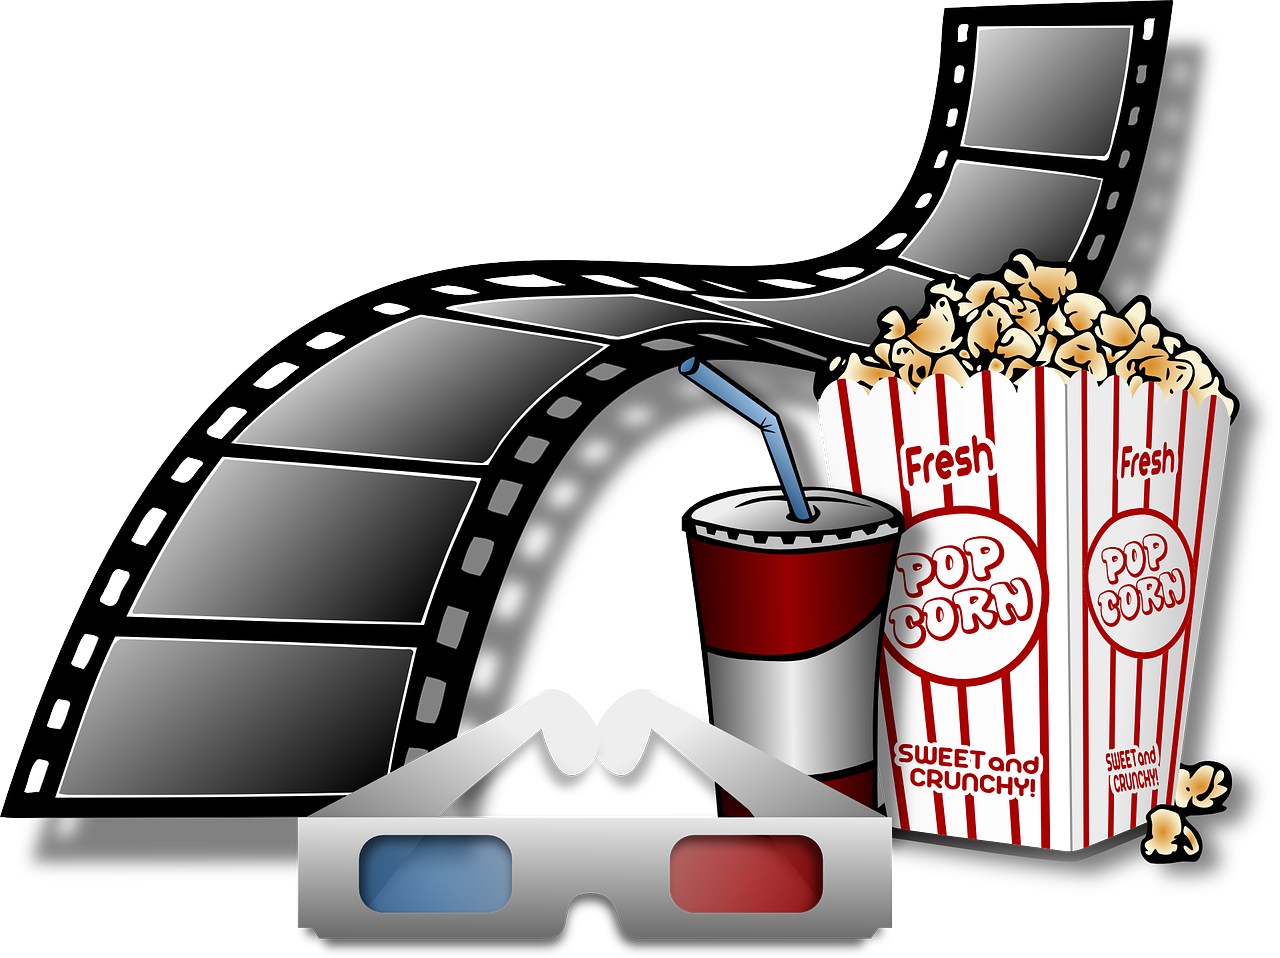 Fresh
POP
CORN
SWEET and
CRUNCHY!
Fresh
POP
CORN
SWEET and
CRUNCHY!